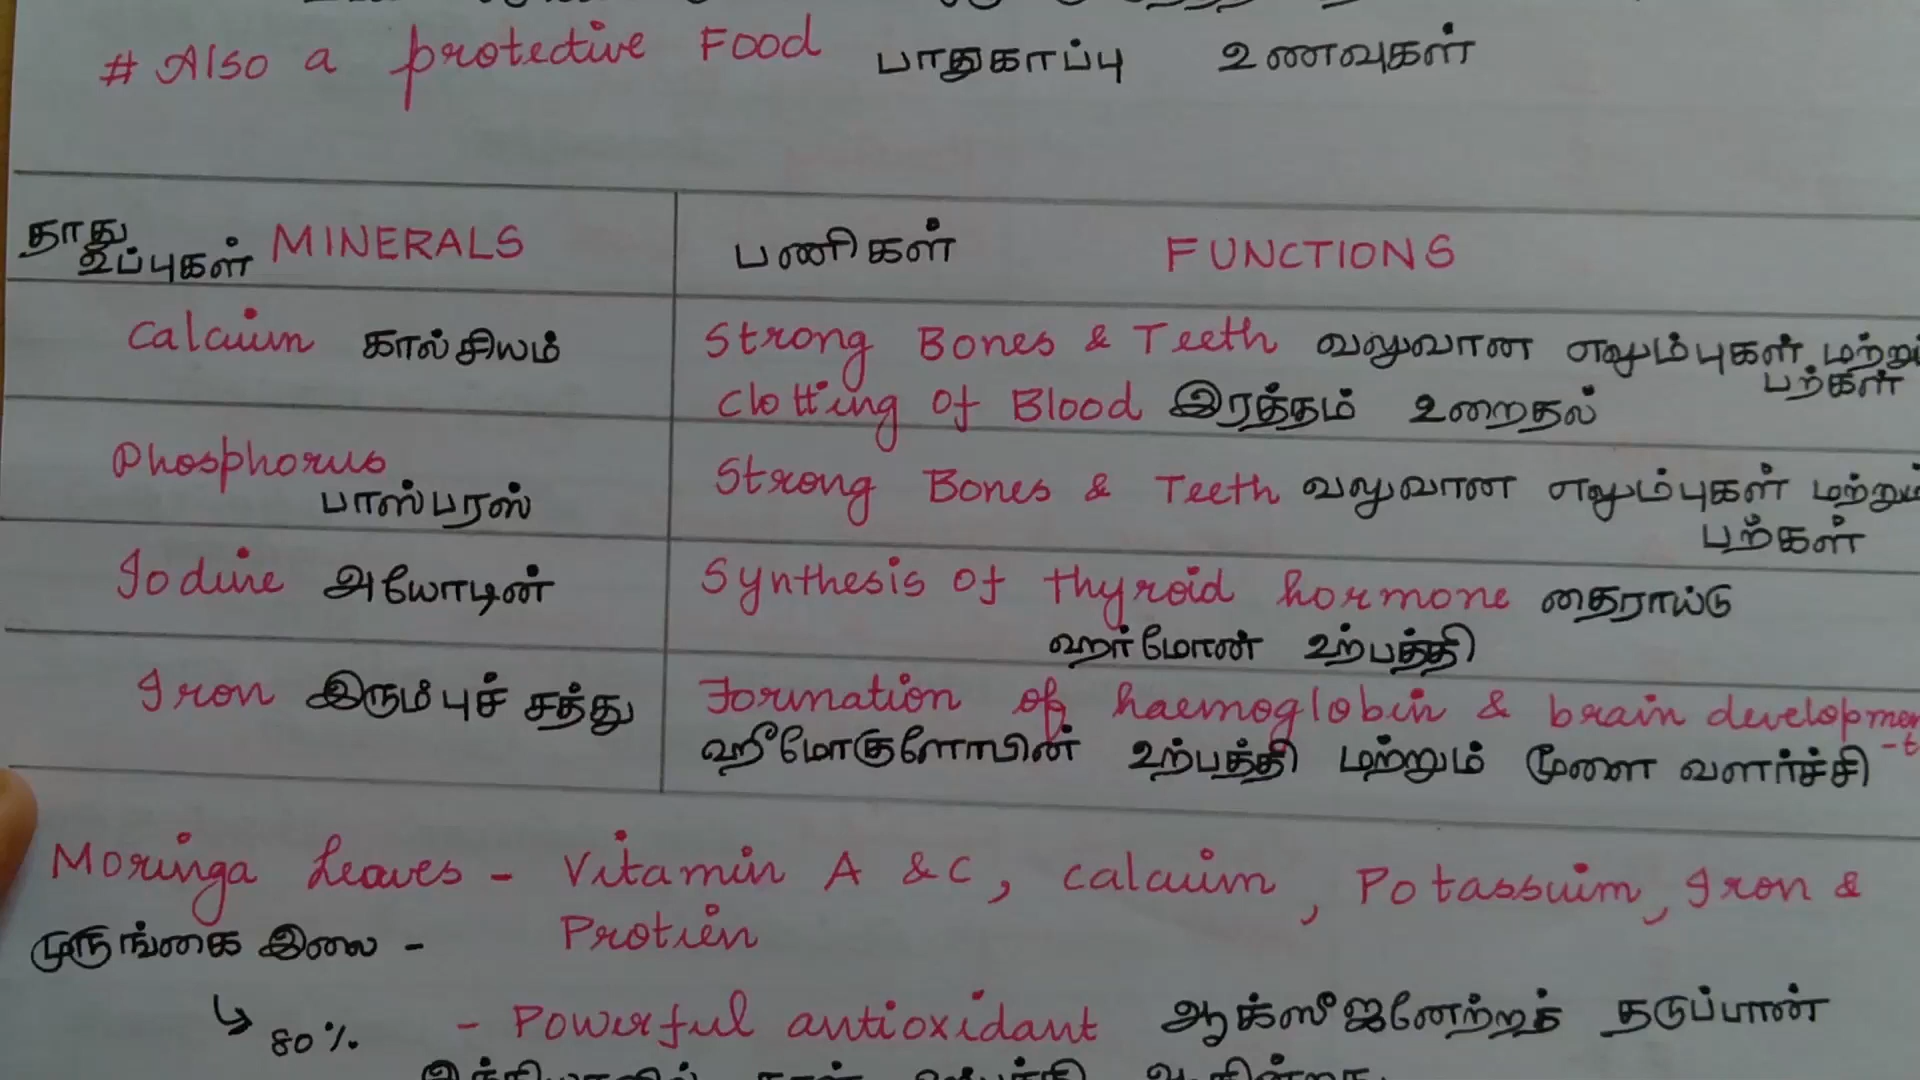 # Also a protective Food பாதுகாப்பு உணவுகள்
தாது உப்புகள் MINERALS பணிகள் FUNCTIONS
Calcium கால்சியம் Strong Bones & Teeth வலுவான எலும்புகள் மற்றும் பற்கள்
Clotting of Blood இரத்தம் உறைதல்
Phosphorus பாஸ்பரஸ் Strong Bones & Teeth வலுவான எலும்புகள் மற்றும் பற்கள்
Iodine அயோடின் Synthesis of thyroid hormone தைராய்டு
ஹார்மோன் உற்பத்தி
Iron இரும்புச் சத்து Formation of haemoglobin & brain development
ஹீமோகுளோபின் உற்பத்தி மற்றும் மூளை வளர்ச்சி
Moringa Leaves - Vitamin A & C, Calcium, Potassium, Iron &
முருங்கை இலை - Protien
↳ 80% - Powerful antioxidant ஆக்ஸீஜனேற்றத் தடுப்பான்